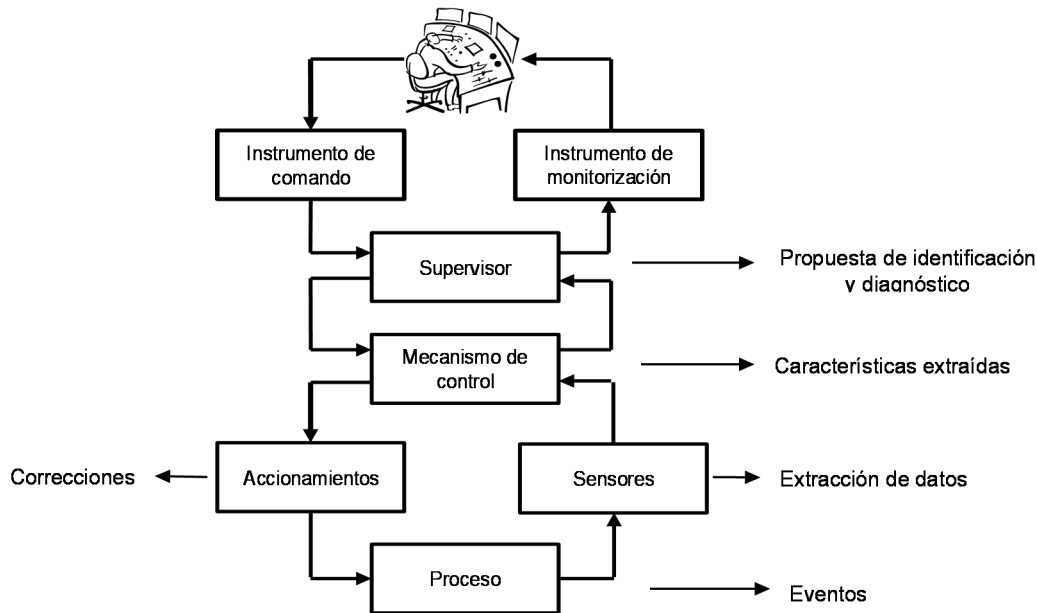 Instrumento de
comando
Instrumento de
monitorización
Supervisor
Propuesta de identificación
y diagnóstico
Mecanismo de
control
Características extraídas
Correcciones
Accionamientos
Sensores
Extracción de datos
Proceso
Eventos